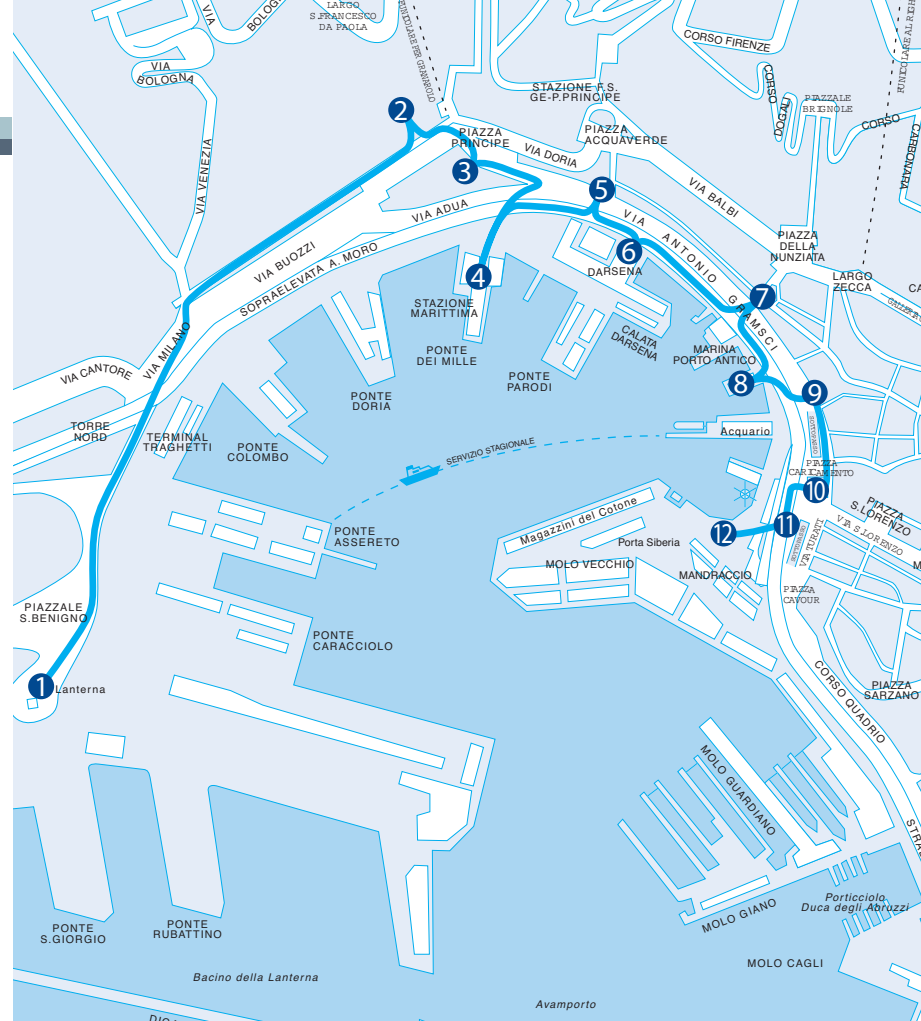 VIA
BOLOGNA
LARGO
S.FRANCESCO
DA PAOLA
FUNICOLARE PER GRANAROLO
CORSO FIRENZE
VIA
BOLOGNA
STAZIONE F.S.
GE-P.PRINCIPE
CORSO
DOGALI
PIAZZALE
BRIGNOLE
CORSO
CARBONARA
2
PIAZZA
PRINCIPE
PIAZZA
ACQUAVERDE
VIA DORIA
3
VIA VENEZIA
VIA BALBI
5
VIA ADUA
VIA ANTONIO GRAMSCI
6
PIAZZA
DELLA
NUNZIATA
VIA BUOZZI
SOPRAELEVATA A. MORO
4
DARSENA
LARGO
ZECCA
7
STAZIONE
MARITTIMA
CALATA
DARSENA
VIA MILANO
PONTE
DEI MILLE
MARINA
PORTO ANTICO
VIA CANTORE
PONTE
PARODI
8
9
PONTE
DORIA
TORRE
NORD
TERMINAL
TRAGHETTI
PONTE
COLOMBO
SERVIZIO STAGIONALE
Acquario
SOTTOPASSO
PIAZZA
CARICAMENTO
10
PIAZZA
S.LORENZO
VIA S.LORENZO
Magazzini del Cotone
Porta Siberia
12
11
SOTTOPASSO
VIA TURATI
PONTE
ASSERETO
MOLO VECCHIO
MANDRACCIO
PIAZZA
CAVOUR
PIAZZALE
S.BENIGNO
PONTE
CARACCIOLO
1
Lanterna
CORSO QUADRIO
PIAZZA
SARZANO
MOLO GUARDIANO
Porticciolo
Duca degli Abruzzi
MOLO GIANO
PONTE
S.GIORGIO
PONTE
RUBATTINO
MOLO CAGLI
Bacino della Lanterna
Avamporto